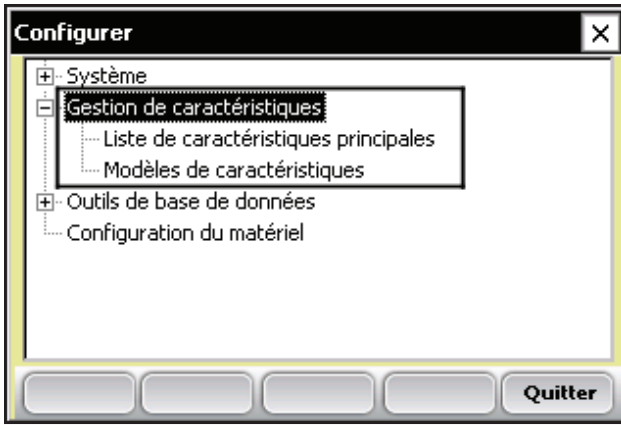 Configurer
Système
Gestion de caractéristiques
Liste de caractéristiques principales
Modèles de caractéristiques
Outils de base de données
Configuration du matériel
Quitter